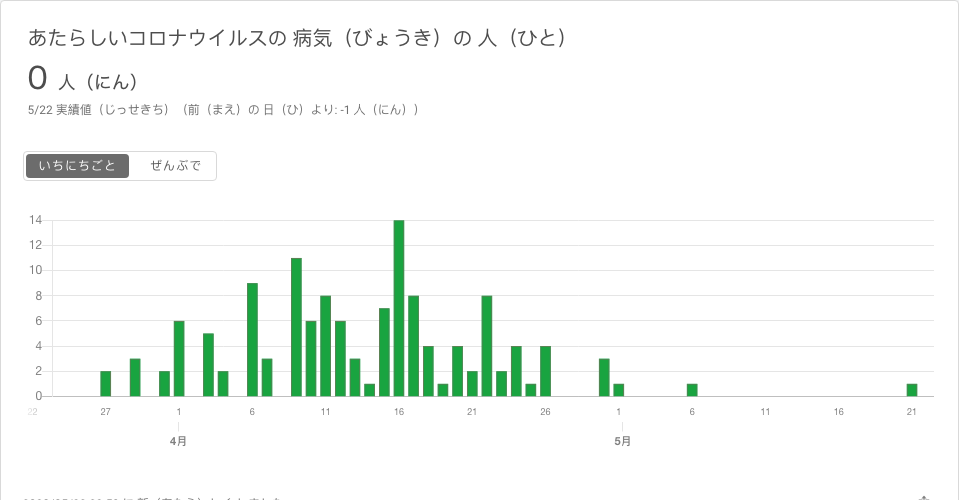 あたらしいコロナウイルスの 病気（びょうき）の 人（ひと）
0 人（にん）
5/22 実績値（じっせきち）（前（まえ）の 日（ひ）より: -1 人（にん））
いちにちごと ぜんぶで
14
12
10
8
6
4
2
0
22 27 1 6 11 16 21 26 1 6 11 16 21
4月 5月